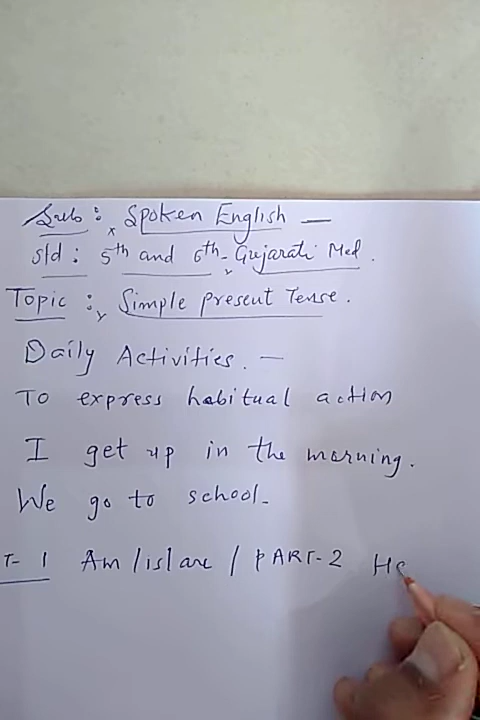 Sub: Spoken English —
std: 5th and 6th - Gujarati Med.
Topic: Simple Present Tense.
Daily Activities. —
To express habitual action
I get up in the morning.
We go to school.
T- 1 Am/is/are / PART-2